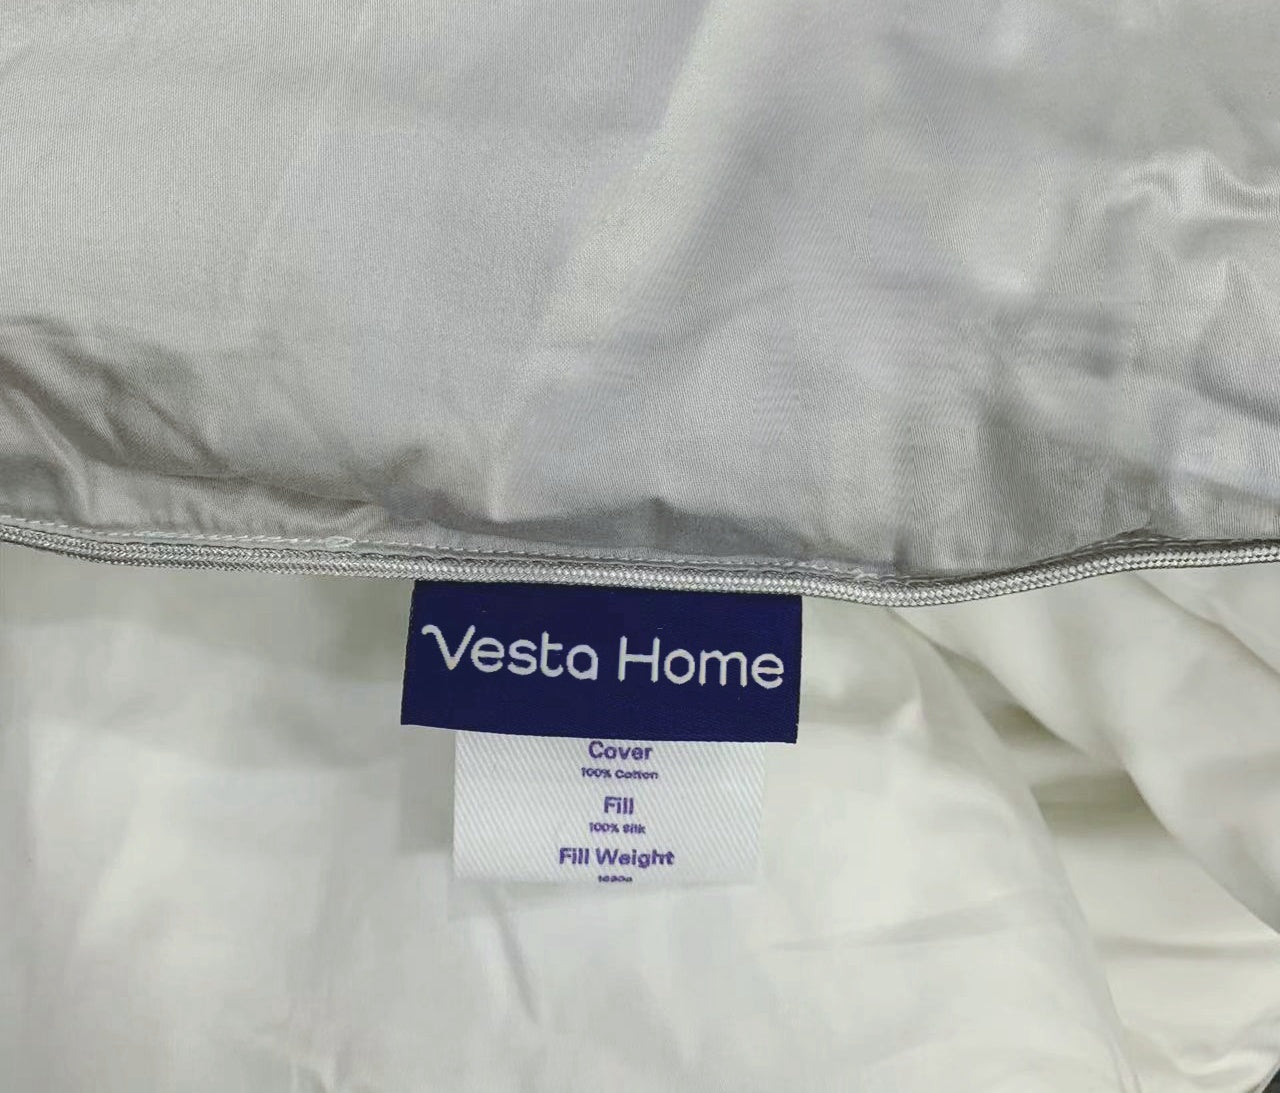 Vesta Home
Cover
100% Cotton
Fill
100% Silk
Fill Weight